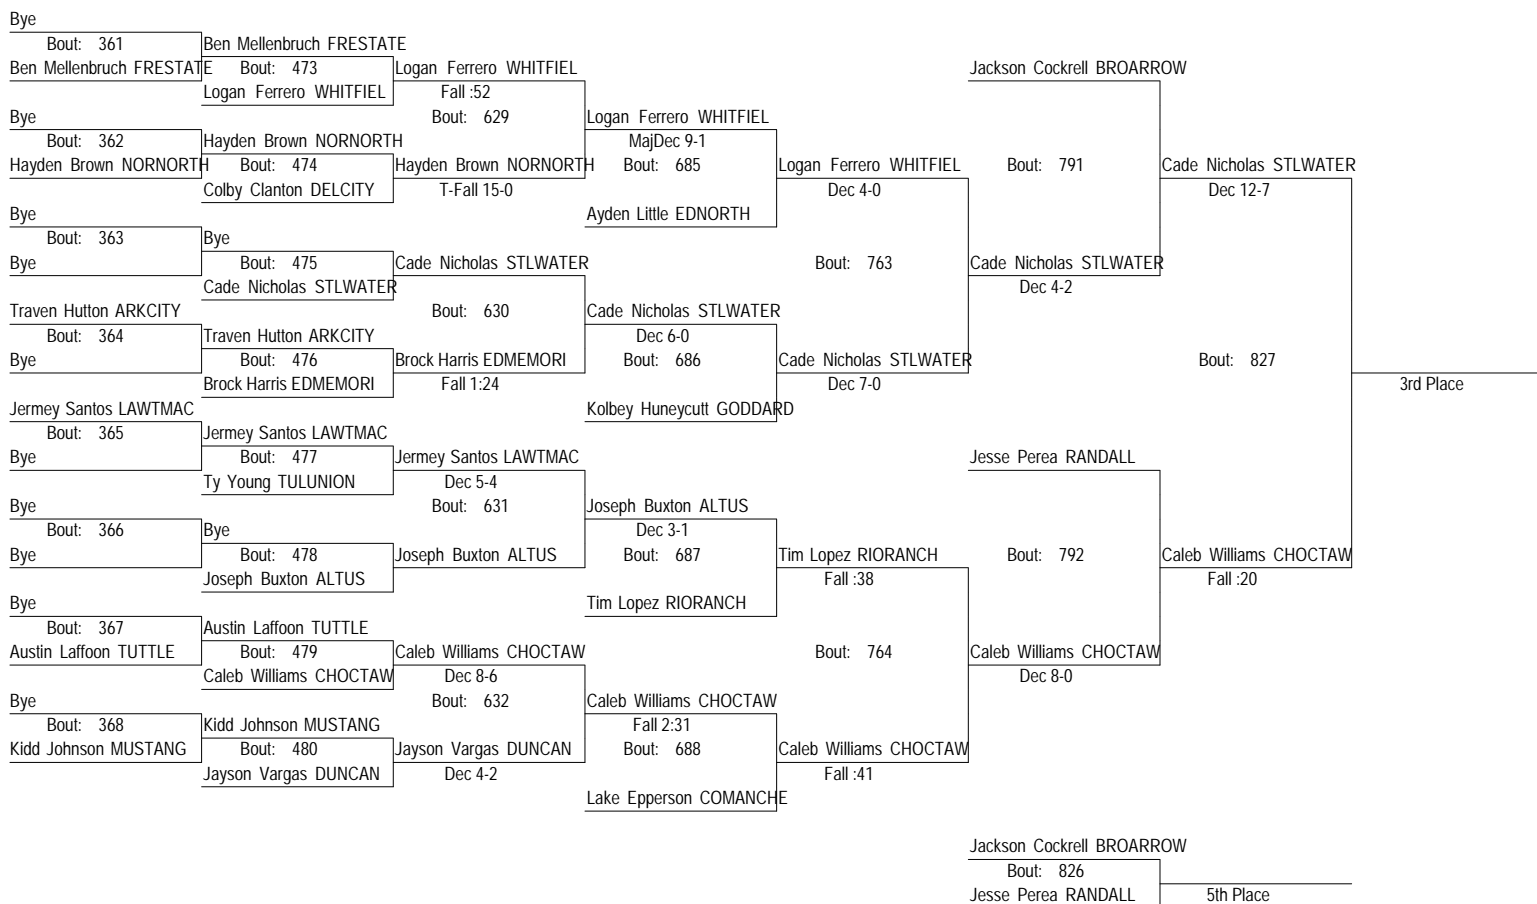 Bye
Bout: 361
Ben Mellenbruch FRESTATE
Ben Mellenbruch FRESTATE
Bout: 473
Logan Ferrero WHITFIEL
Jackson Cockrell BROARROW
Logan Ferrero WHITFIEL
Fall :52
Bye
Bout: 629
Logan Ferrero WHITFIEL
Bout: 362
Hayden Brown NORNORTH
MajDec 9-1
Hayden Brown NORNORTH
Bout: 474
Hayden Brown NORNORTH
Bout: 685
Logan Ferrero WHITFIEL
Bout: 791
Cade Nicholas STLWATER
Colby Clanton DELCITY
T-Fall 15-0
Dec 4-0
Dec 12-7
Bye
Ayden Little EDNORTH
Bout: 363
Bye
Bye
Bout: 475
Cade Nicholas STLWATER
Bout: 763
Cade Nicholas STLWATER
Cade Nicholas STLWATER
Dec 4-2
Traven Hutton ARKCITY
Bout: 630
Cade Nicholas STLWATER
Bout: 364
Traven Hutton ARKCITY
Dec 6-0
Bye
Bout: 476
Brock Harris EDMEMORI
Bout: 686
Cade Nicholas STLWATER
Bout: 827
Brock Harris EDMEMORI
Fall 1:24
Dec 7-0
3rd Place
Jermey Santos LAWTMAC
Kolbey Huneycutt GODDARD
Bout: 365
Jermey Santos LAWTMAC
Bye
Bout: 477
Jermey Santos LAWTMAC
Jesse Perea RANDALL
Ty Young TULUNION
Dec 5-4
Bye
Bout: 631
Joseph Buxton ALTUS
Bout: 366
Bye
Dec 3-1
Bye
Bout: 478
Joseph Buxton ALTUS
Bout: 687
Tim Lopez RIORANCH
Bout: 792
Caleb Williams CHOCTAW
Joseph Buxton ALTUS
Fall :38
Fall :20
Bye
Tim Lopez RIORANCH
Bout: 367
Austin Laffoon TUTTLE
Austin Laffoon TUTTLE
Bout: 479
Caleb Williams CHOCTAW
Bout: 764
Caleb Williams CHOCTAW
Caleb Williams CHOCTAW
Dec 8-6
Dec 8-0
Bye
Bout: 632
Caleb Williams CHOCTAW
Bout: 368
Kidd Johnson MUSTANG
Fall 2:31
Kidd Johnson MUSTANG
Bout: 480
Jayson Vargas DUNCAN
Bout: 688
Caleb Williams CHOCTAW
Jayson Vargas DUNCAN
Dec 4-2
Fall :41
Lake Epperson COMANCHE
Jackson Cockrell BROARROW
Bout: 826
Jesse Perea RANDALL
5th Place